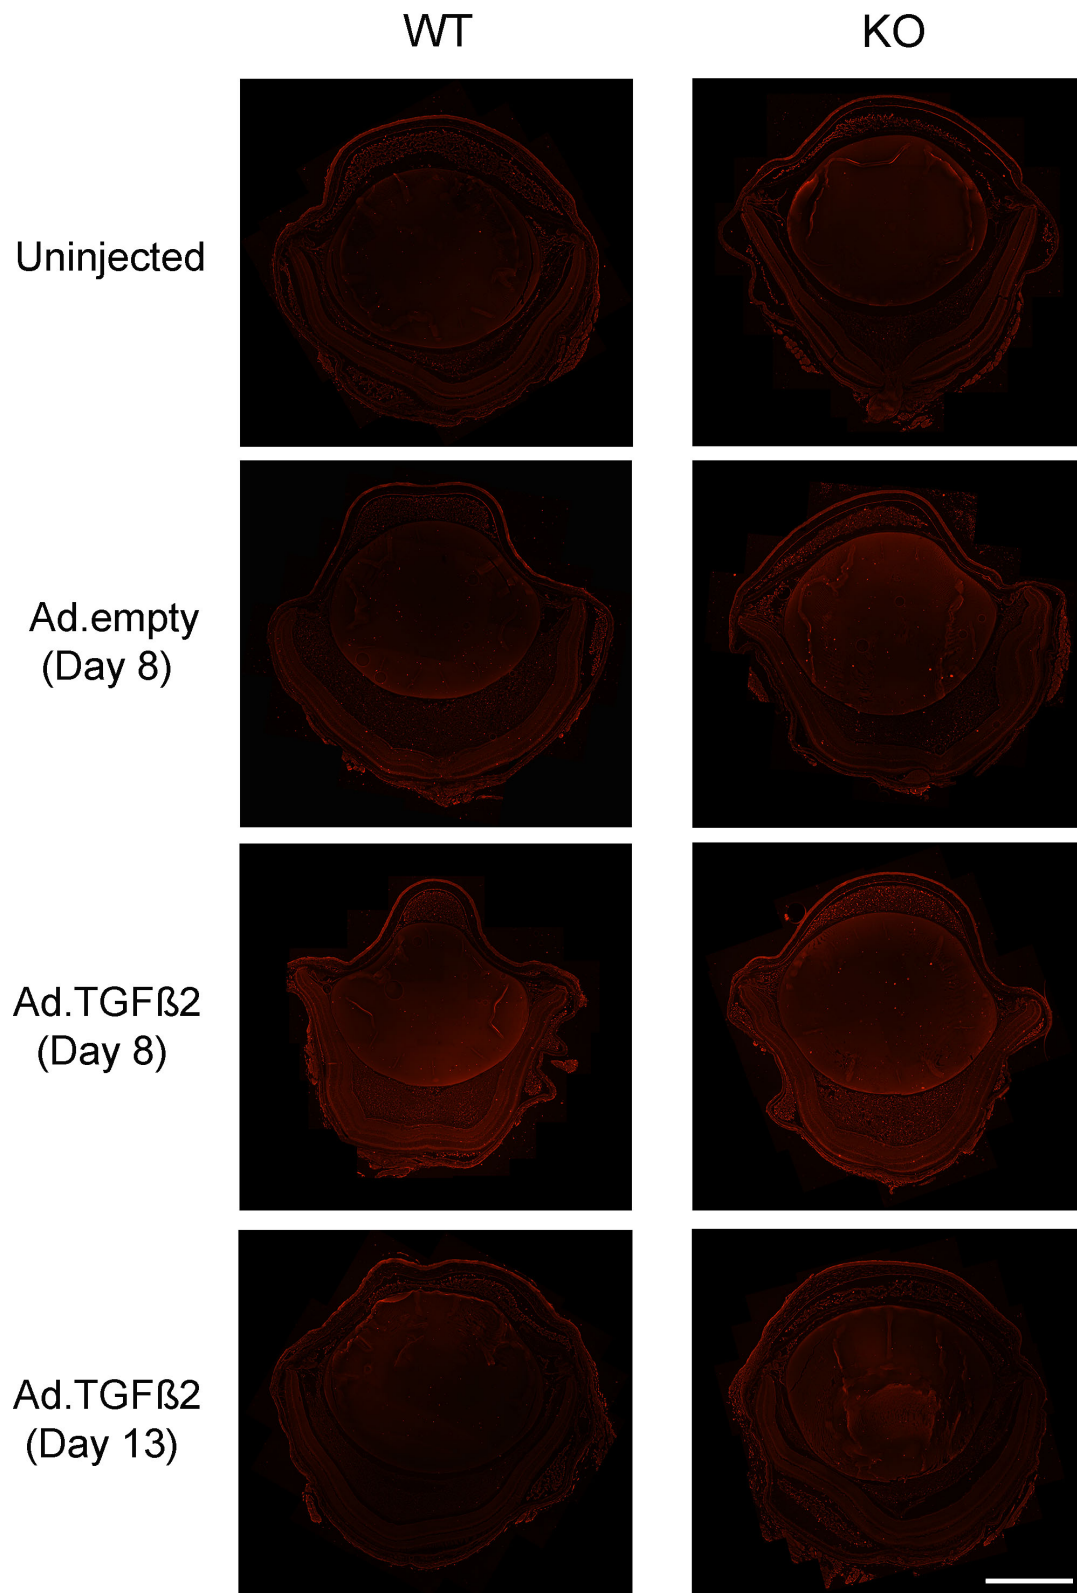 WT KO
Uninjected
Ad.empty
(Day 8)
Ad.TGFß2
(Day 8)
Ad.TGFß2
(Day 13)